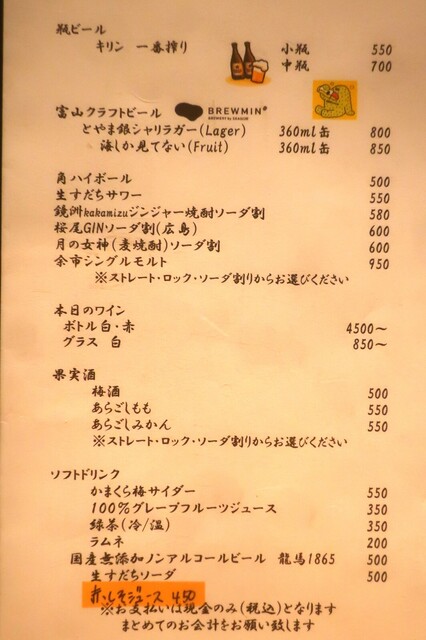 瓶ビール
キリン 一番搾り 小瓶 550
中瓶 700
富山クラフトビール BREWMIN'
とやま銀シャリラガー(Lager) 360ml缶 800
海しか見てない(Fruit) 360ml缶 850
角ハイボール 500
生すだちサワー 550
鏡洲kakamizuジンジャー焼酎ソーダ割 580
桜尾GINソーダ割(広島) 600
月の女神(麦焼酎)ソーダ割 600
余市シングルモルト 950
※ストレート・ロック・ソーダ割りからお選びください
本日のワイン
ボトル白・赤 4500～
グラス 白 850～
果実酒
梅酒 500
あらごしもも 550
あらごしみかん 550
※ストレート・ロック・ソーダ割りからお選びください
ソフトドリンク
かまくら梅サイダー 550
100%グレープフルーツジュース 350
緑茶(冷/温) 350
ラムネ 200
国産無添加ノンアルコールビール 龍馬1865 500
生すだちソーダ 500
赤しそジュース 450
※お支払いは現金のみ(税込)となります
まとめてのお会計をお願い致します